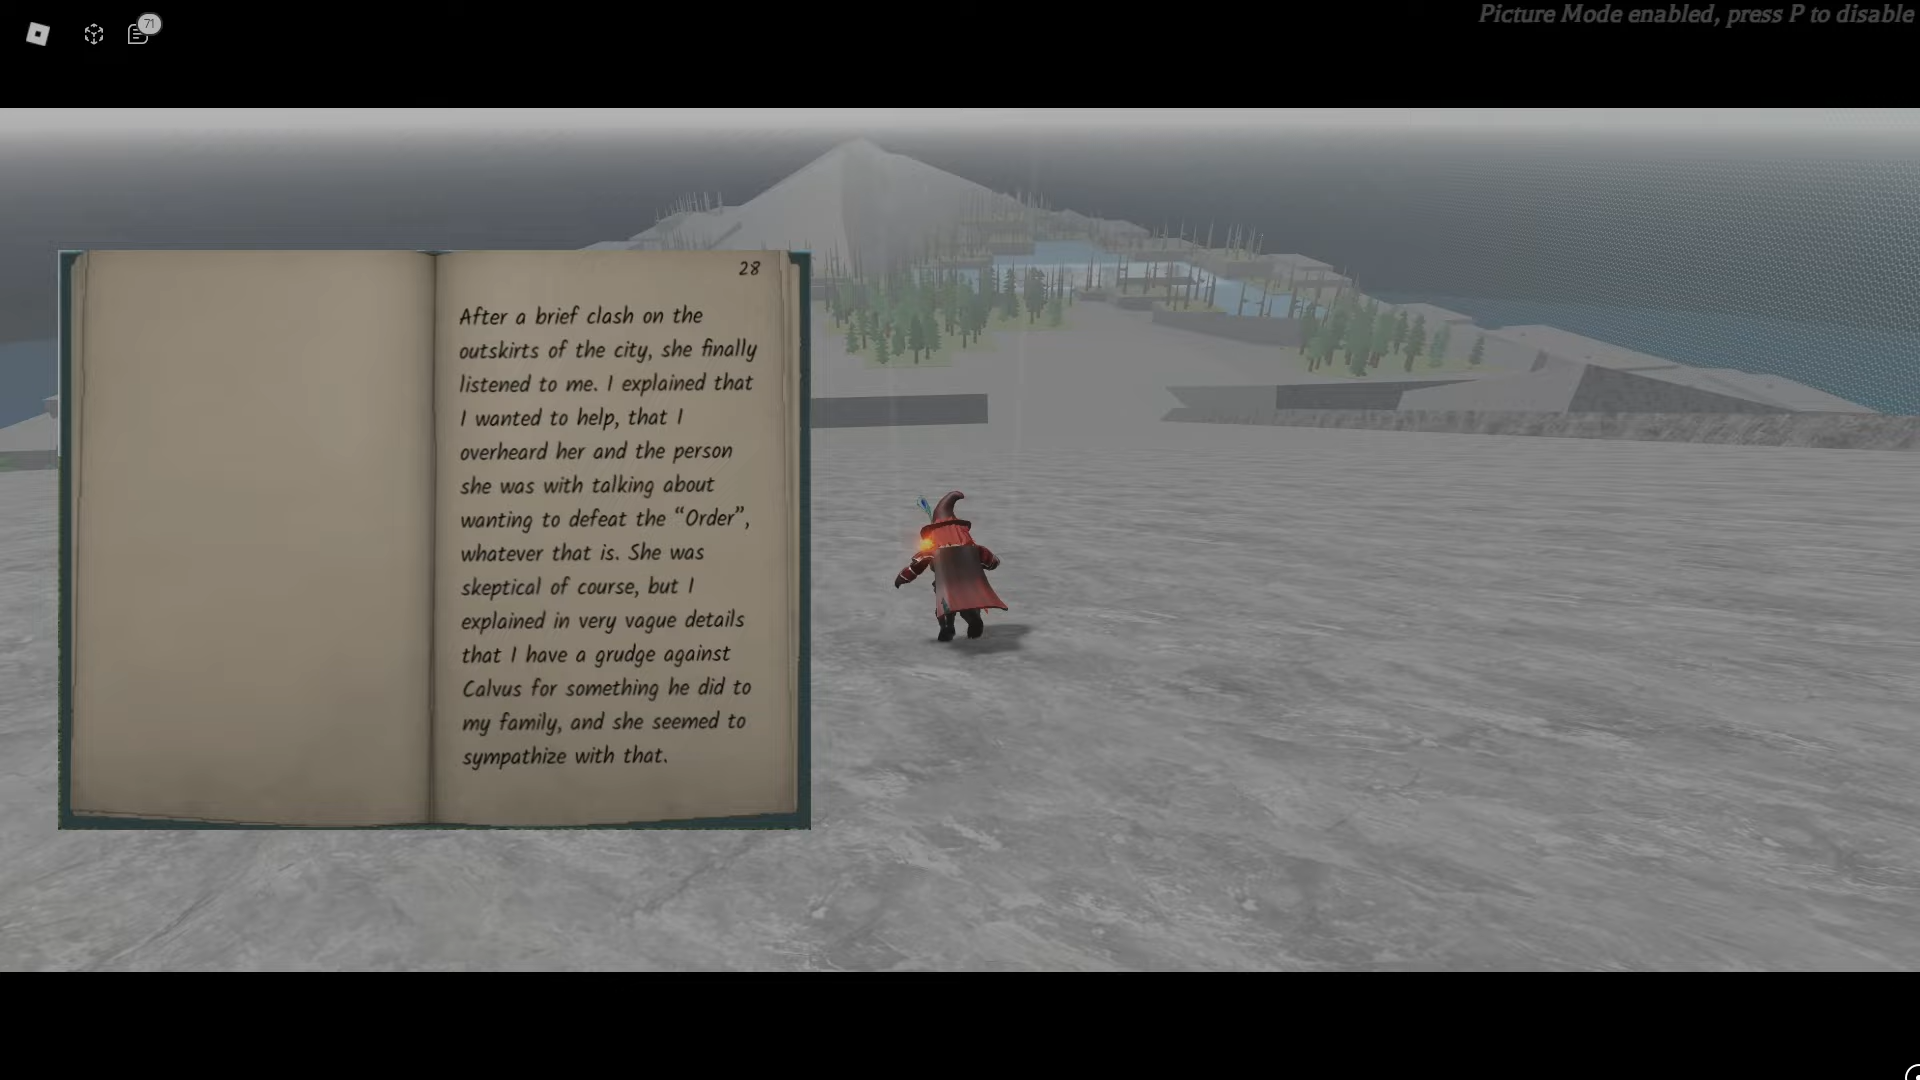 71
Picture Mode enabled, press P to disable
28
After a brief clash on the
outskirts of the city, she finally
listened to me. I explained that
I wanted to help, that I
overheard her and the person
she was with talking about
wanting to defeat the “Order”,
whatever that is. She was
skeptical of course, but I
explained in very vague details
that I have a grudge against
Calvus for something he did to
my family, and she seemed to
sympathize with that.